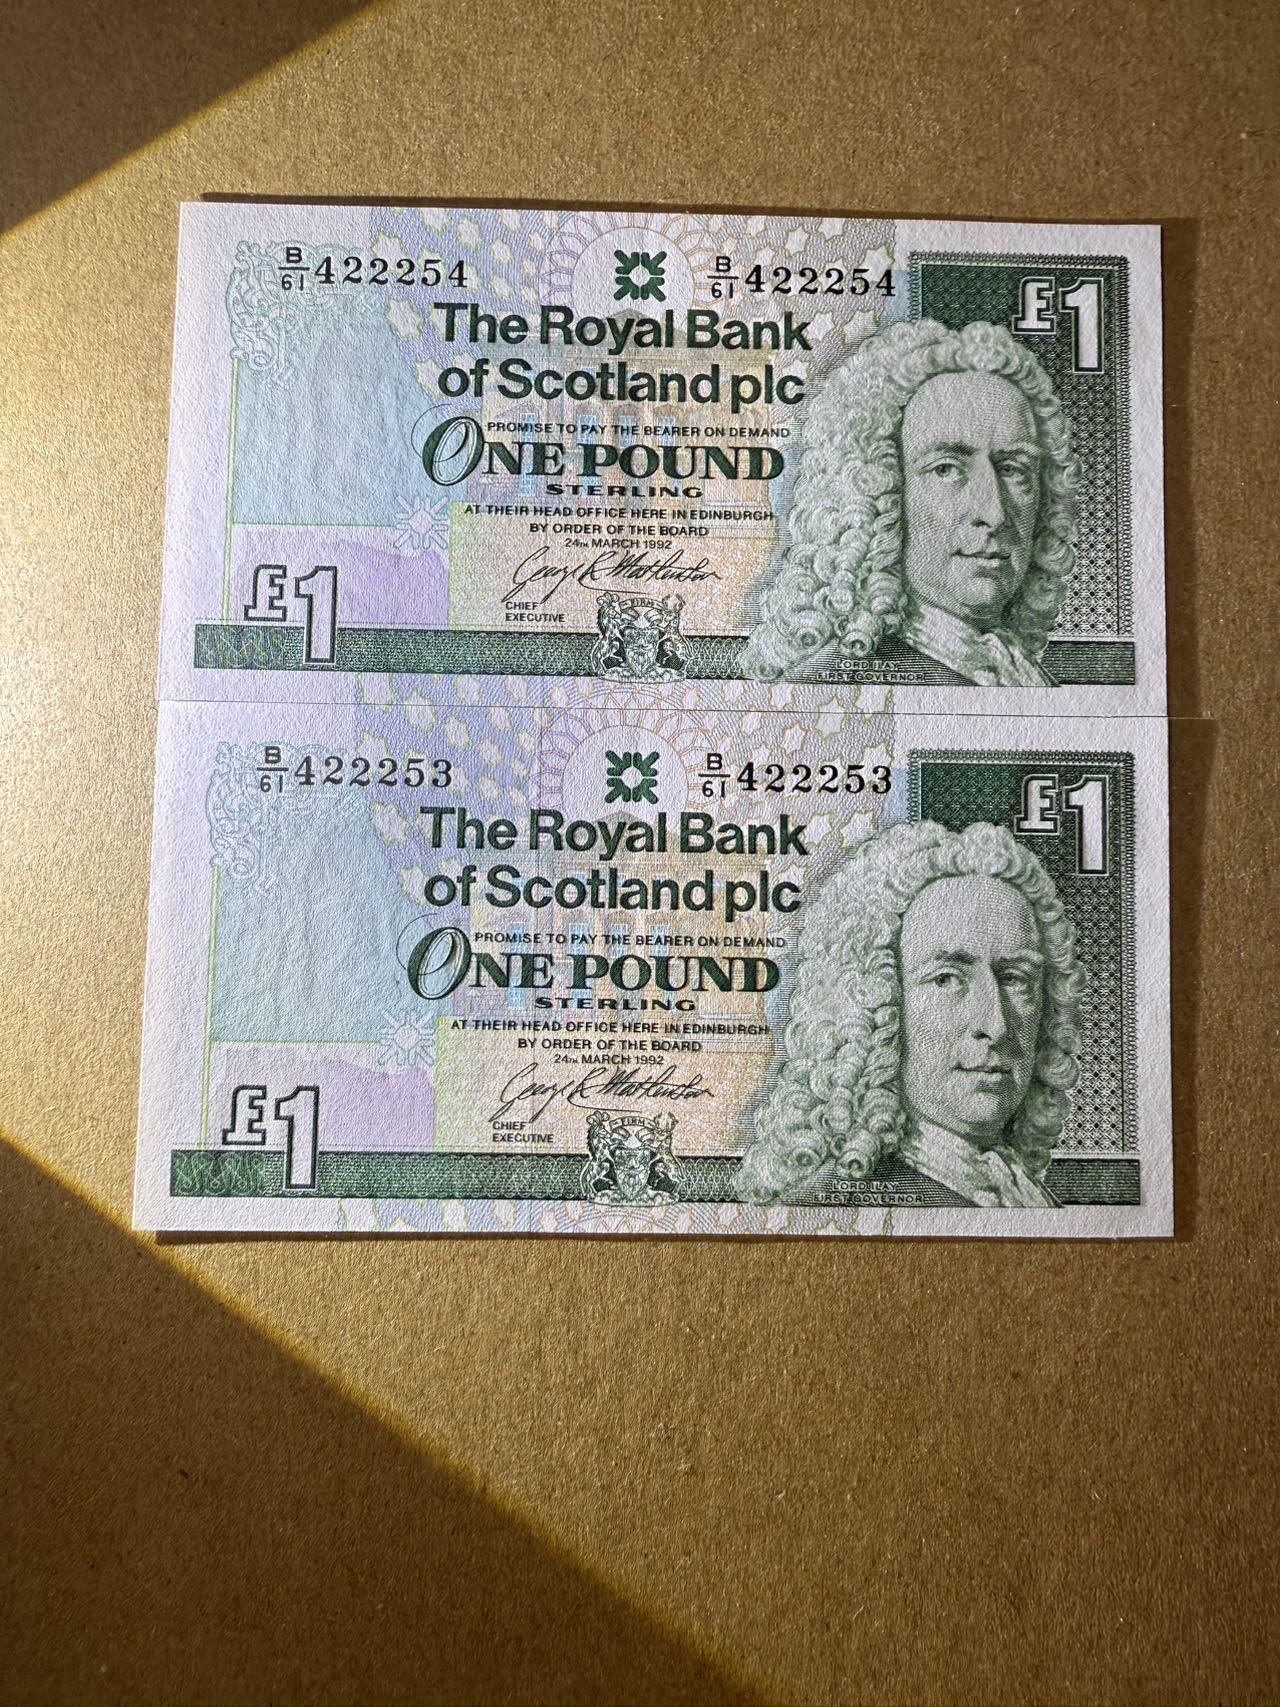 B/61 422254
B/61 422254
£1
The Royal Bank
of Scotland plc
PROMISE TO PAY THE BEARER ON DEMAND
ONE POUND
STERLING
AT THEIR HEAD OFFICE HERE IN EDINBURGH
BY ORDER OF THE BOARD
24TH MARCH 1992
CHIEF
EXECUTIVE
FIRM
£1
LORD ILAY
FIRST GOVERNOR
B/61 422253
B/61 422253
£1
The Royal Bank
of Scotland plc
PROMISE TO PAY THE BEARER ON DEMAND
ONE POUND
STERLING
AT THEIR HEAD OFFICE HERE IN EDINBURGH
BY ORDER OF THE BOARD
24TH MARCH 1992
CHIEF
EXECUTIVE
FIRM
£1
LORD ILAY
FIRST GOVERNOR